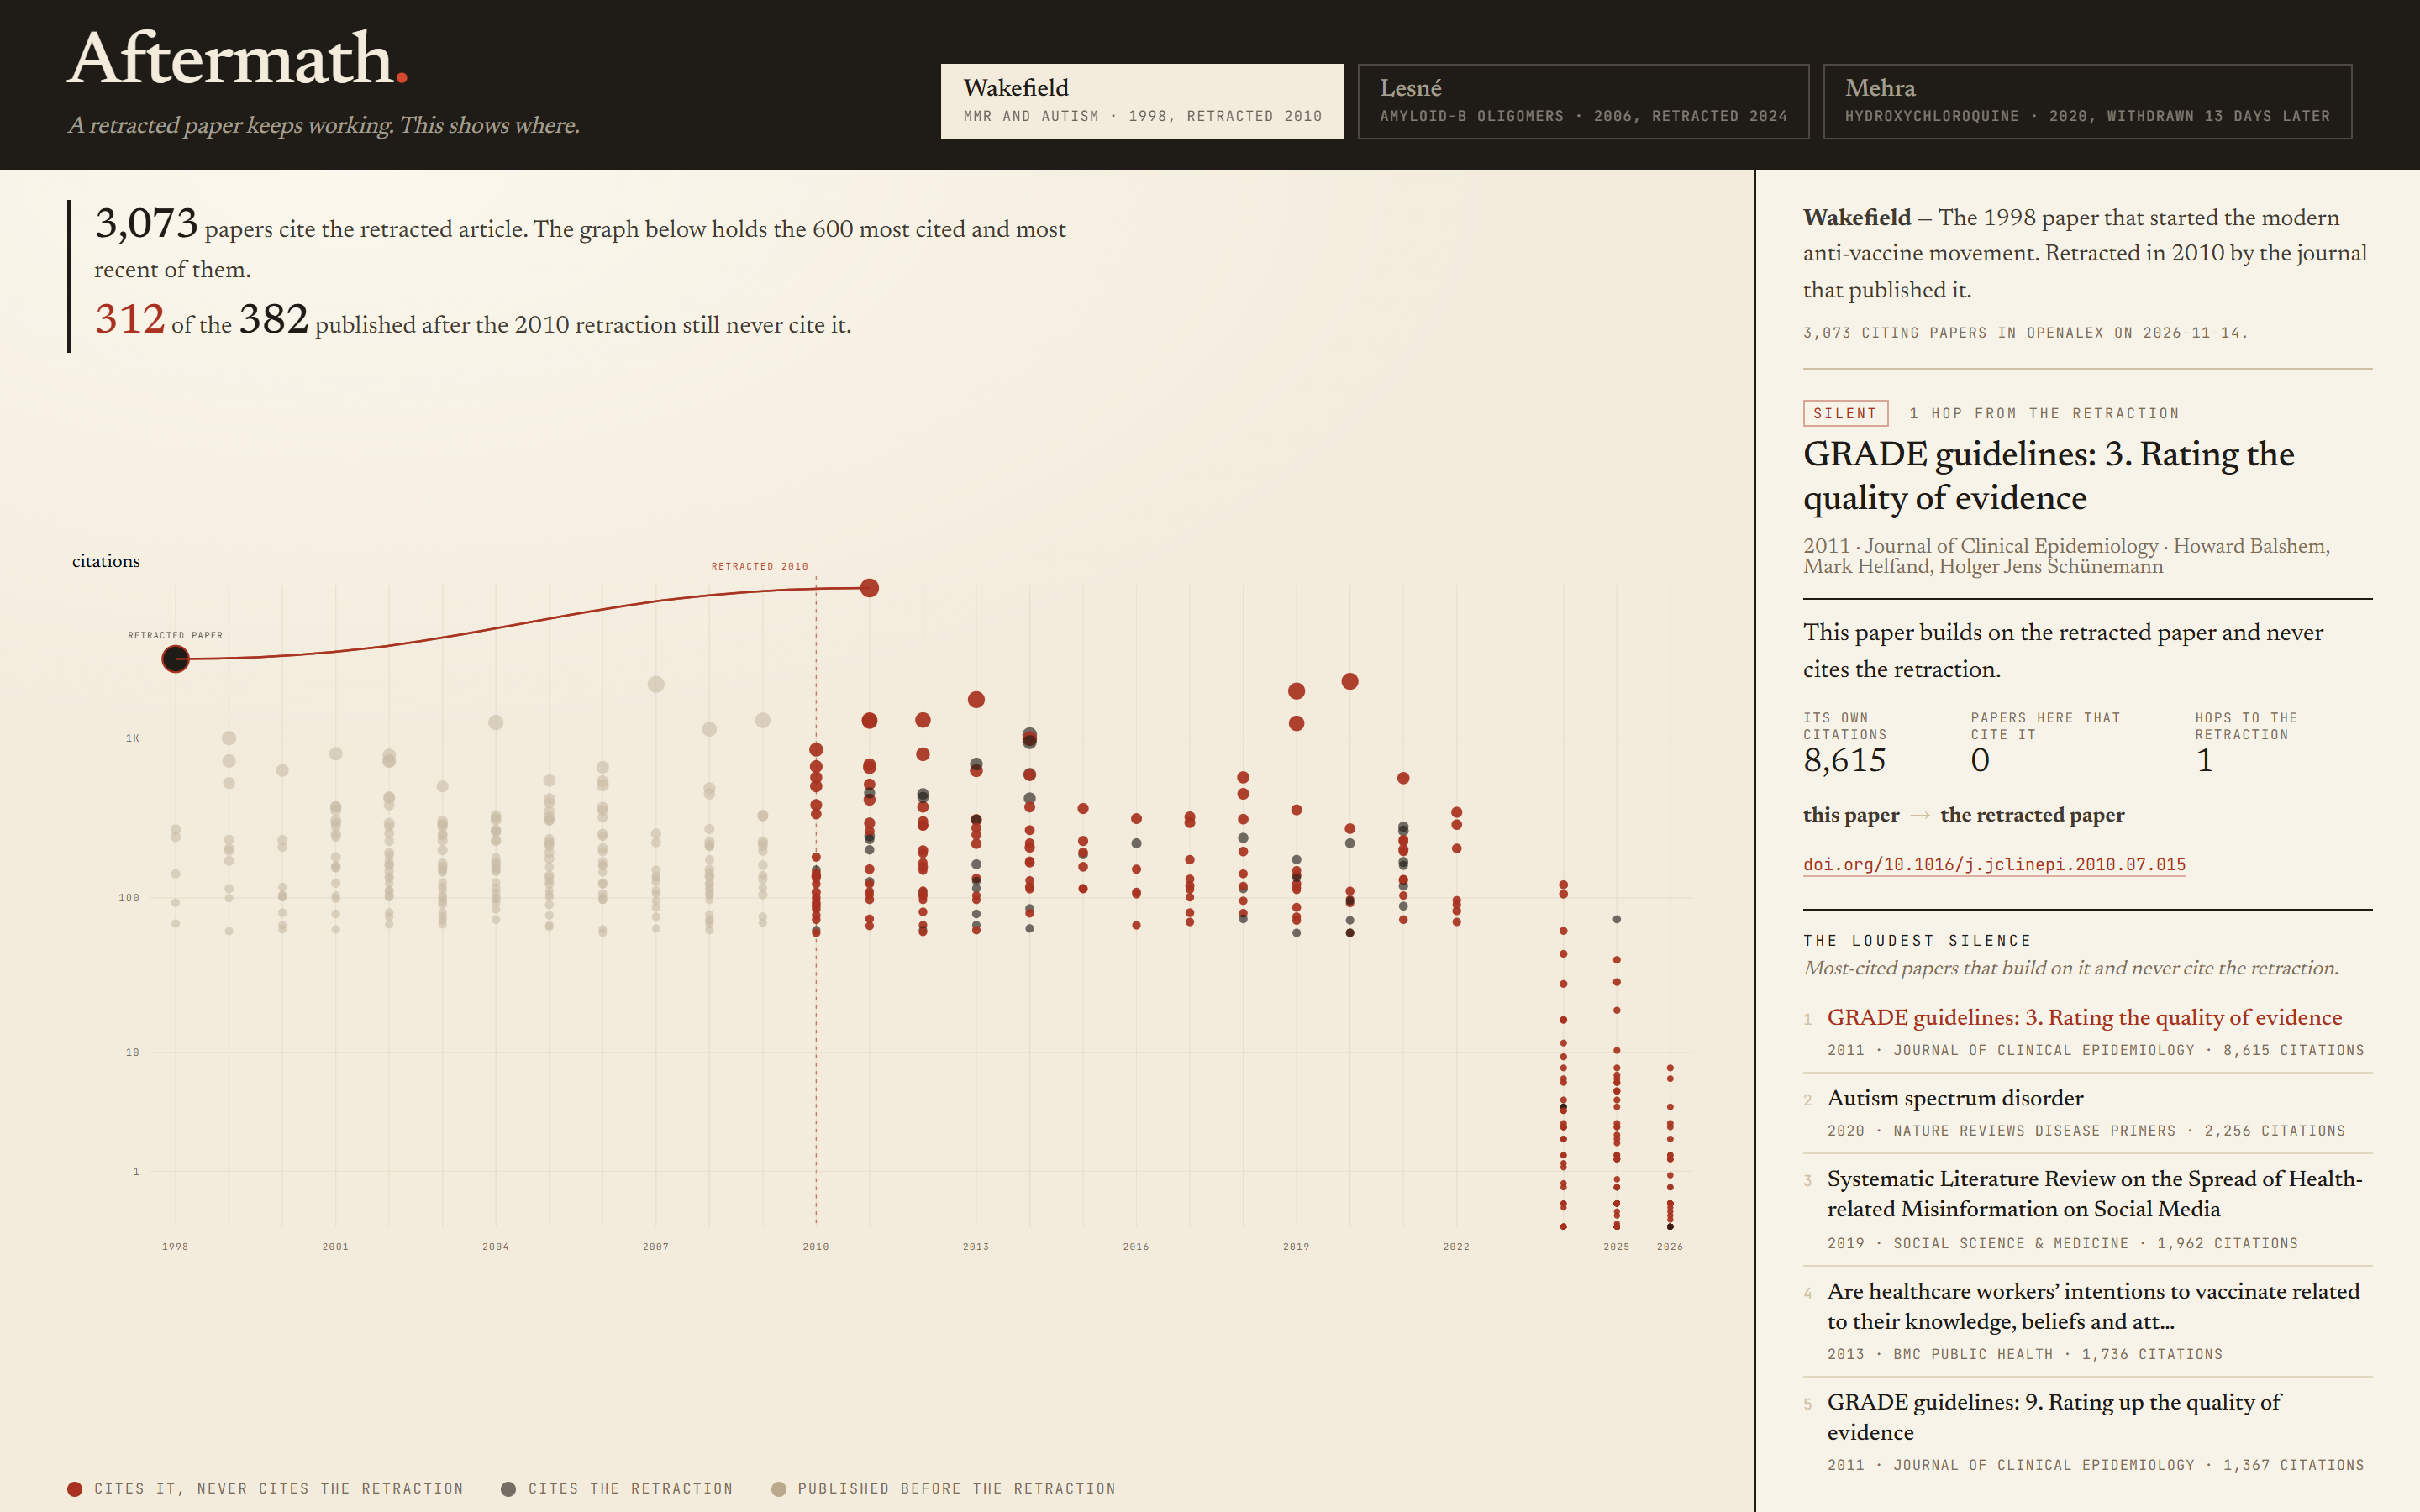 Aftermath.
A retracted paper keeps working. This shows where.
Wakefield
MMR AND AUTISM · 1998, RETRACTED 2010
Lesné
AMYLOID-Β OLIGOMERS · 2006, RETRACTED 2024
Mehra
HYDROXYCHLOROQUINE · 2020, WITHDRAWN 13 DAYS LATER
3,073 papers cite the retracted article. The graph below holds the 600 most cited and most
recent of them.
312 of the 382 published after the 2010 retraction still never cite it.
citations
RETRACTED 2010
RETRACTED PAPER
1K
100
10
1
1998
2001
2004
2007
2010
2013
2016
2019
2022
2025
2026
CITES IT, NEVER CITES THE RETRACTION
CITES THE RETRACTION
PUBLISHED BEFORE THE RETRACTION
Wakefield — The 1998 paper that started the modern
anti-vaccine movement. Retracted in 2010 by the journal
that published it.
3,073 CITING PAPERS IN OPENALEX ON 2026-11-14.
SILENT
1 HOP FROM THE RETRACTION
GRADE guidelines: 3. Rating the
quality of evidence
2011 · Journal of Clinical Epidemiology · Howard Balshem,
Mark Helfand, Holger Jens Schünemann
This paper builds on the retracted paper and never
cites the retraction.
ITS OWN
CITATIONS
8,615
PAPERS HERE THAT
CITE IT
0
HOPS TO THE
RETRACTION
1
this paper → the retracted paper
doi.org/10.1016/j.jclinepi.2010.07.015
THE LOUDEST SILENCE
Most-cited papers that build on it and never cite the retraction.
1 GRADE guidelines: 3. Rating the quality of evidence
2011 · JOURNAL OF CLINICAL EPIDEMIOLOGY · 8,615 CITATIONS
2 Autism spectrum disorder
2020 · NATURE REVIEWS DISEASE PRIMERS · 2,256 CITATIONS
3 Systematic Literature Review on the Spread of Health-
related Misinformation on Social Media
2019 · SOCIAL SCIENCE & MEDICINE · 1,962 CITATIONS
4 Are healthcare workers’ intentions to vaccinate related
to their knowledge, beliefs and att…
2013 · BMC PUBLIC HEALTH · 1,736 CITATIONS
5 GRADE guidelines: 9. Rating up the quality of
evidence
2011 · JOURNAL OF CLINICAL EPIDEMIOLOGY · 1,367 CITATIONS